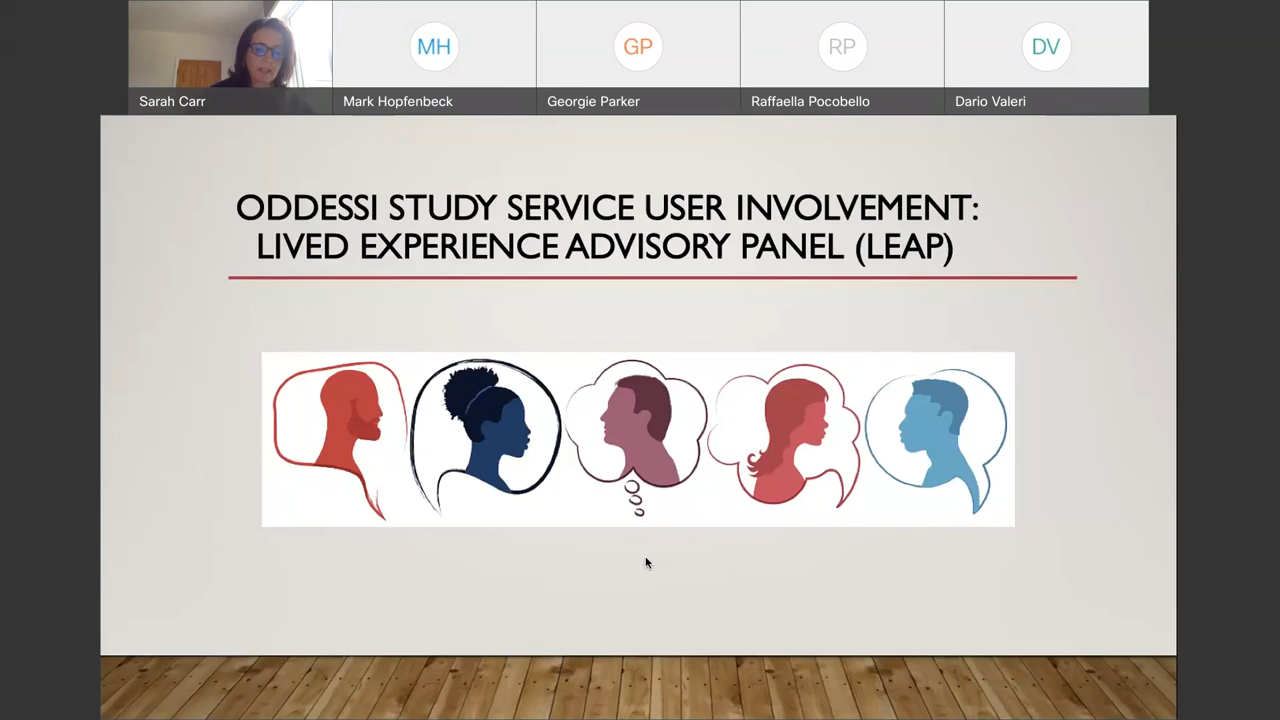 MH
GP
RP
DV
Sarah Carr
Mark Hopfenbeck
Georgie Parker
Raffaella Pocobello
Dario Valeri
ODDESSI STUDY SERVICE USER INVOLVEMENT:
LIVED EXPERIENCE ADVISORY PANEL (LEAP)